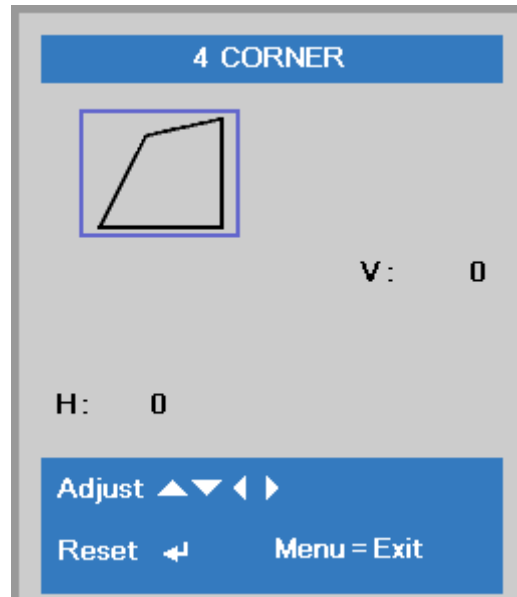 4 CORNER
V: 0
H: 0
Adjust ▲▼◀▶
Reset ↵ Menu = Exit